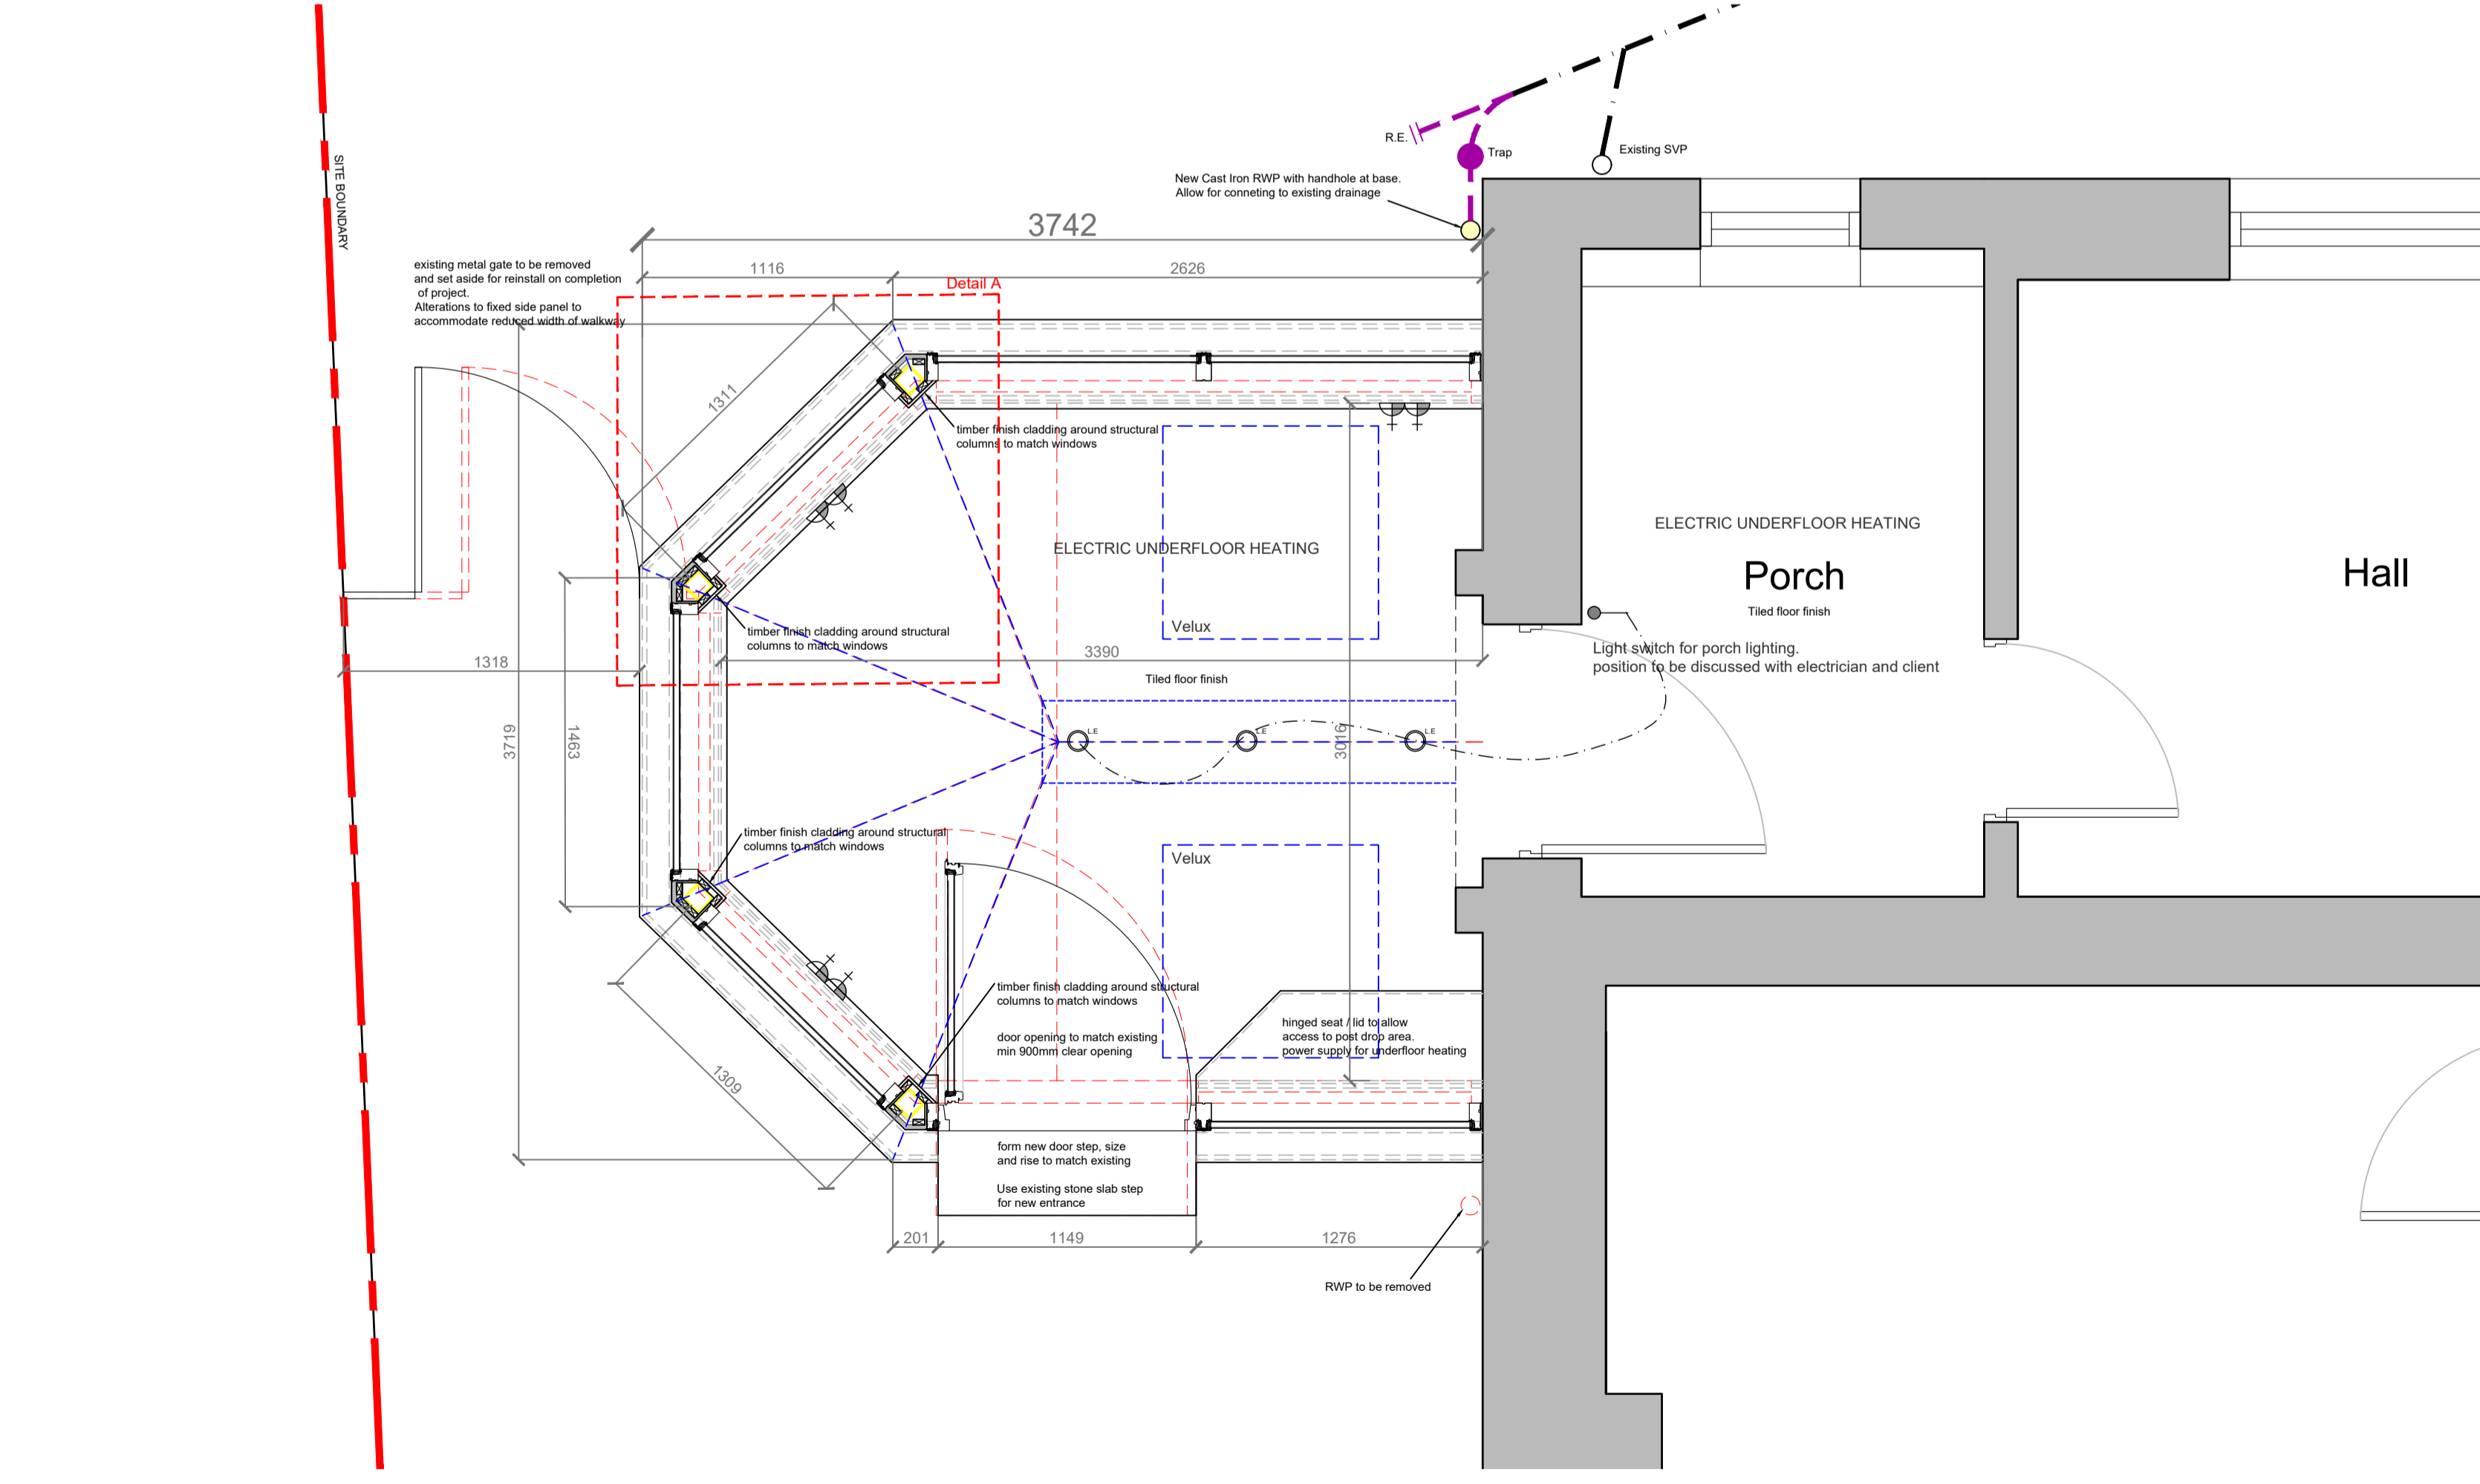 SITE BOUNDARY
R.E.
Trap
Existing SVP
New Cast Iron RWP with handhole at base.
Allow for conneting to existing drainage
3742
1116
2626
Detail A
existing metal gate to be removed
and set aside for reinstall on completion
of project.
Alterations to fixed side panel to
accommodate reduced width of walkway
1311
timber finish cladding around structural
columns to match windows
ELECTRIC UNDERFLOOR HEATING
ELECTRIC UNDERFLOOR HEATING
Porch
Tiled floor finish
Hall
Velux
timber finish cladding around structural
columns to match windows
Light switch for porch lighting.
position to be discussed with electrician and client
1318
3390
Tiled floor finish
3719
1463
L.E
L.E
L.E
3016
timber finish cladding around structural
columns to match windows
Velux
timber finish cladding around structural
columns to match windows
door opening to match existing
min 900mm clear opening
hinged seat / lid to allow
access to post drop area.
power supply for underfloor heating
1309
form new door step, size
and rise to match existing
Use existing stone slab step
for new entrance
201
1149
1276
RWP to be removed